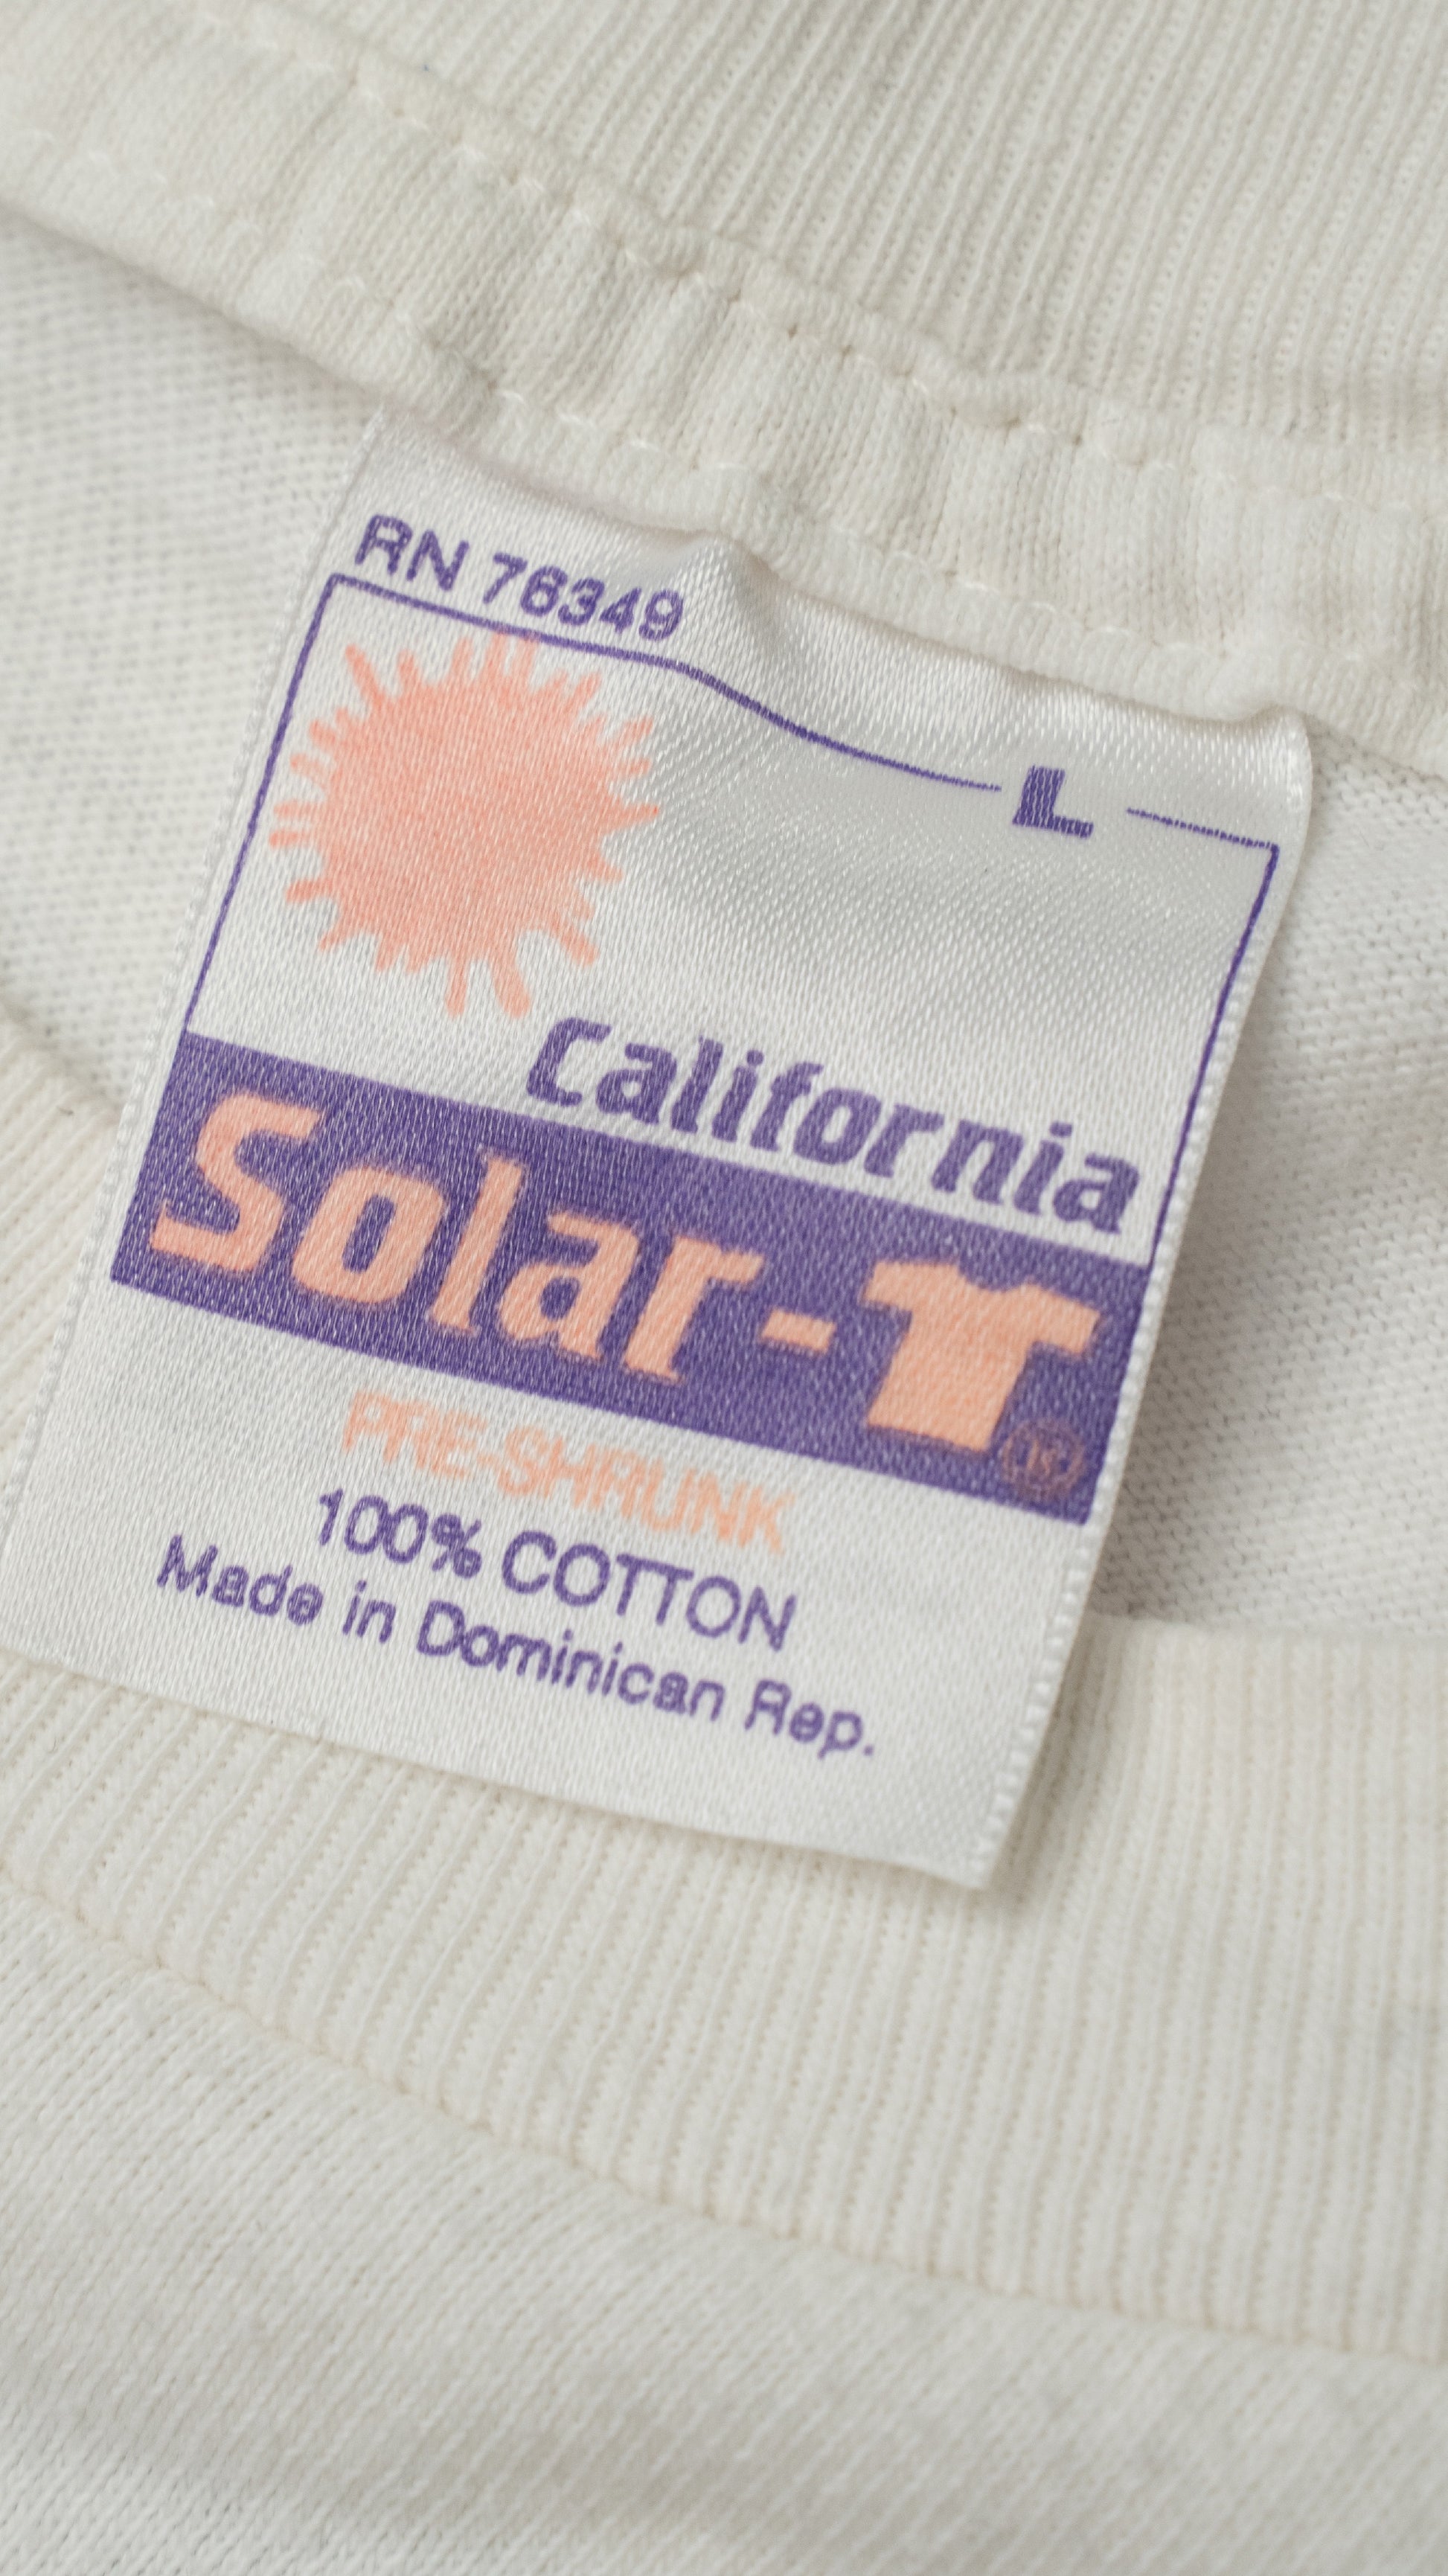 RN 76349
L
California
Solar-T®
PRE-SHRUNK
100% COTTON
Made in Dominican Rep.